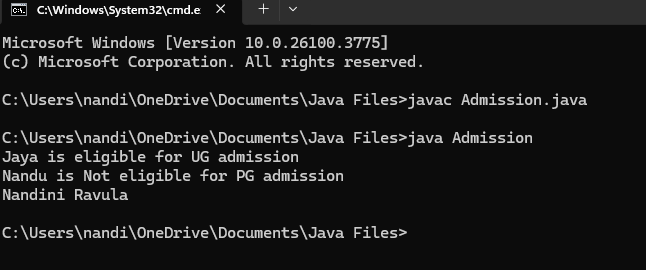 C:\Windows\System32\cmd.e:
Microsoft Windows [Version 10.0.26100.3775]
(c) Microsoft Corporation. All rights reserved.
C:\Users\nandi\OneDrive\Documents\Java Files>javac Admission.java
C:\Users\nandi\OneDrive\Documents\Java Files>java Admission
Jaya is eligible for UG admission
Nandu is Not eligible for PG admission
Nandini Ravula
C:\Users\nandi\OneDrive\Documents\Java Files>